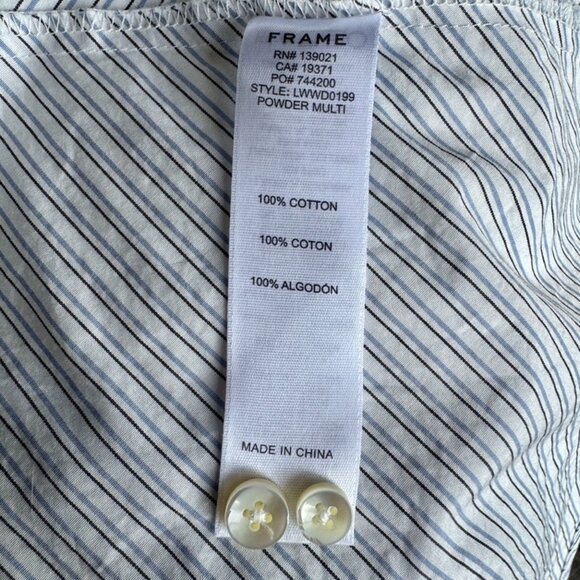 FRAME
RN# 139021
CA# 19371
PO# 744200
STYLE: LWWD0199
POWDER MULTI
100% COTTON
100% COTON
100% ALGODÓN
MADE IN CHINA